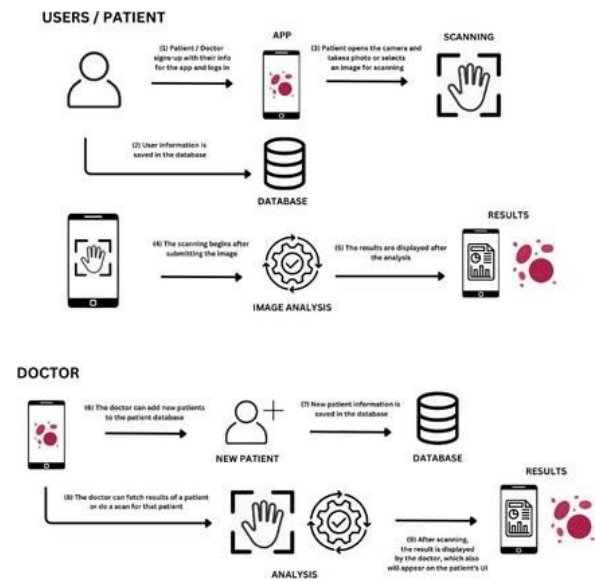 USERS / PATIENT
APP
SCANNING
(1) Patient / Doctor
signs-up with their info
for the app and logs in
(3) Patient opens the camera and
takesa photo or selects
an image for scanning
(2) User information is
saved in the database
DATABASE
RESULTS
(4) The scanning begins after
submitting the image
(5) The results are displayed after
the analysis
IMAGE ANALYSIS
DOCTOR
(6) The doctor can add new patients
to the patient database
(7) New patient information is
saved in the database
NEW PATIENT
DATABASE
RESULTS
(8) The doctor can fetch results of a patient
or do a scan for that patient
(9) After scanning,
the result is displayed
by the doctor, which also
will appear on the patient's UI
ANALYSIS